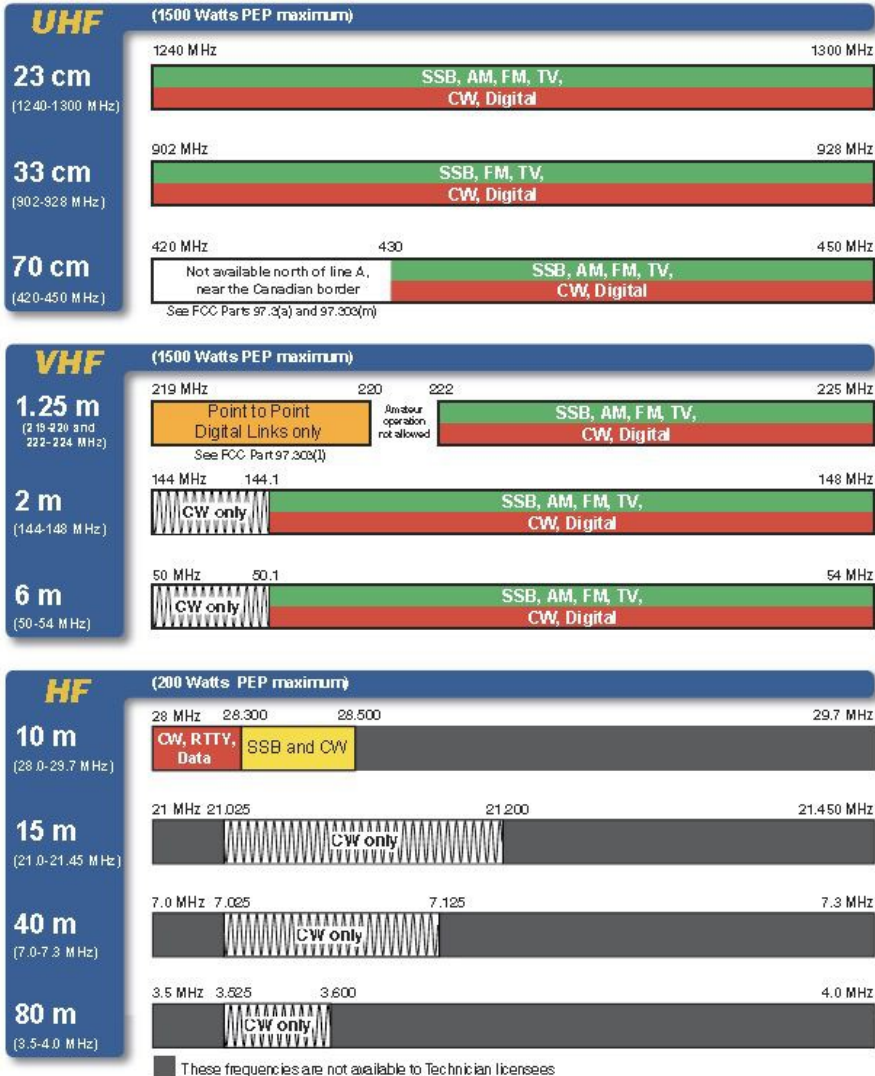 UHF
(1500 Watts PEP maximum)
23 cm
(1240-1300 MHz)
1240 MHz 1300 MHz
SSB, AM, FM, TV,
CW, Digital
33 cm
(902-928 MHz)
902 MHz 928 MHz
SSB, FM, TV,
CW, Digital
70 cm
(420-450 MHz)
420 MHz 430 450 MHz
Not available north of line A,
near the Canadian border
SSB, AM, FM, TV,
CW, Digital
See FCC Parts 97.3(a) and 97.303(m)
VHF
(1500 Watts PEP maximum)
1.25 m
(219-220 and
222-224 MHz)
219 MHz 220 222 225 MHz
Point to Point
Digital Links only
Amateur
operation
not allowed
SSB, AM, FM, TV,
CW, Digital
See FCC Part 97.303(l)
2 m
(144-148 MHz)
144 MHz 144.1 148 MHz
CW only
SSB, AM, FM, TV,
CW, Digital
6 m
(50-54 MHz)
50 MHz 50.1 54 MHz
CW only
SSB, AM, FM, TV,
CW, Digital
HF
(200 Watts PEP maximum)
10 m
(28.0-29.7 MHz)
28 MHz 28.300 28.500 29.7 MHz
CW, RTTY,
Data
SSB and CW
15 m
(21.0-21.45 MHz)
21 MHz 21.025 21.200 21.450 MHz
CW only
40 m
(7.0-7.3 MHz)
7.0 MHz 7.025 7.125 7.3 MHz
CW only
80 m
(3.5-4.0 MHz)
3.5 MHz 3.525 3.600 4.0 MHz
CW only
These frequencies are not available to Technician licensees